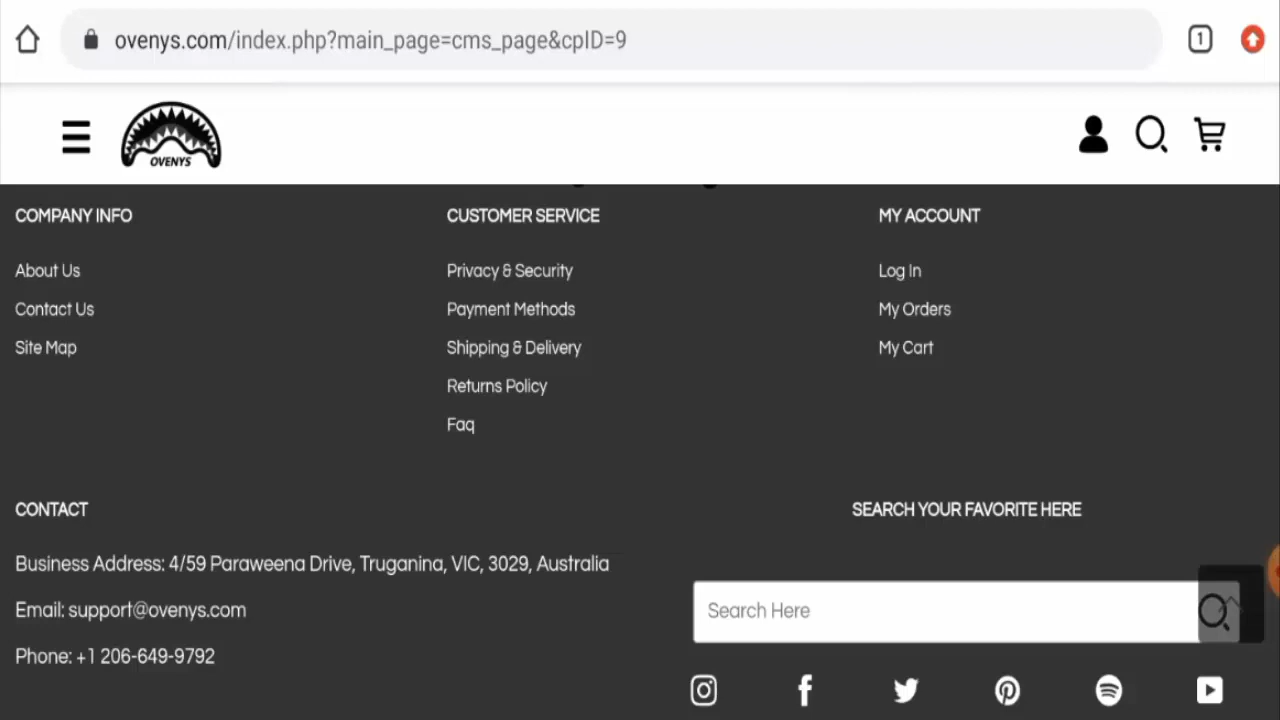 ovenys.com/index.php?main_page=cms_page&cpID=9
1
OVENYS
COMPANY INFO
About Us
Contact Us
Site Map
CUSTOMER SERVICE
Privacy & Security
Payment Methods
Shipping & Delivery
Returns Policy
Faq
MY ACCOUNT
Log In
My Orders
My Cart
CONTACT
Business Address: 4/59 Paraweena Drive, Truganina, VIC, 3029, Australia
Email: support@ovenys.com
Phone: +1 206-649-9792
SEARCH YOUR FAVORITE HERE
Search Here